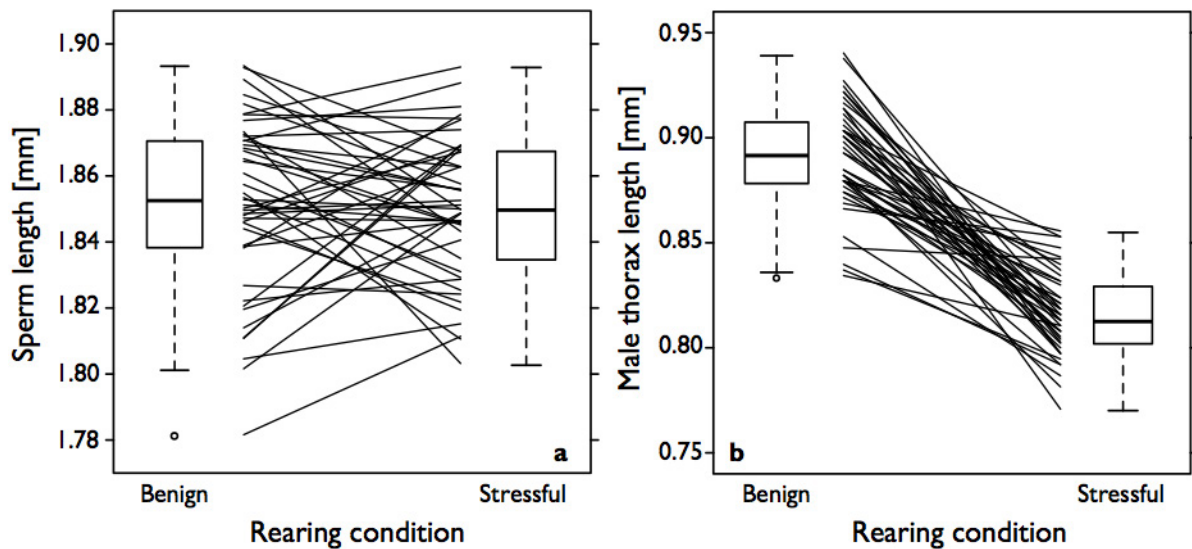 Sperm length [mm]
1.90
1.88
1.86
1.84
1.82
1.80
1.78
a
Benign
Stressful
Rearing condition
Male thorax length [mm]
0.95
0.90
0.85
0.80
0.75
b
Benign
Stressful
Rearing condition